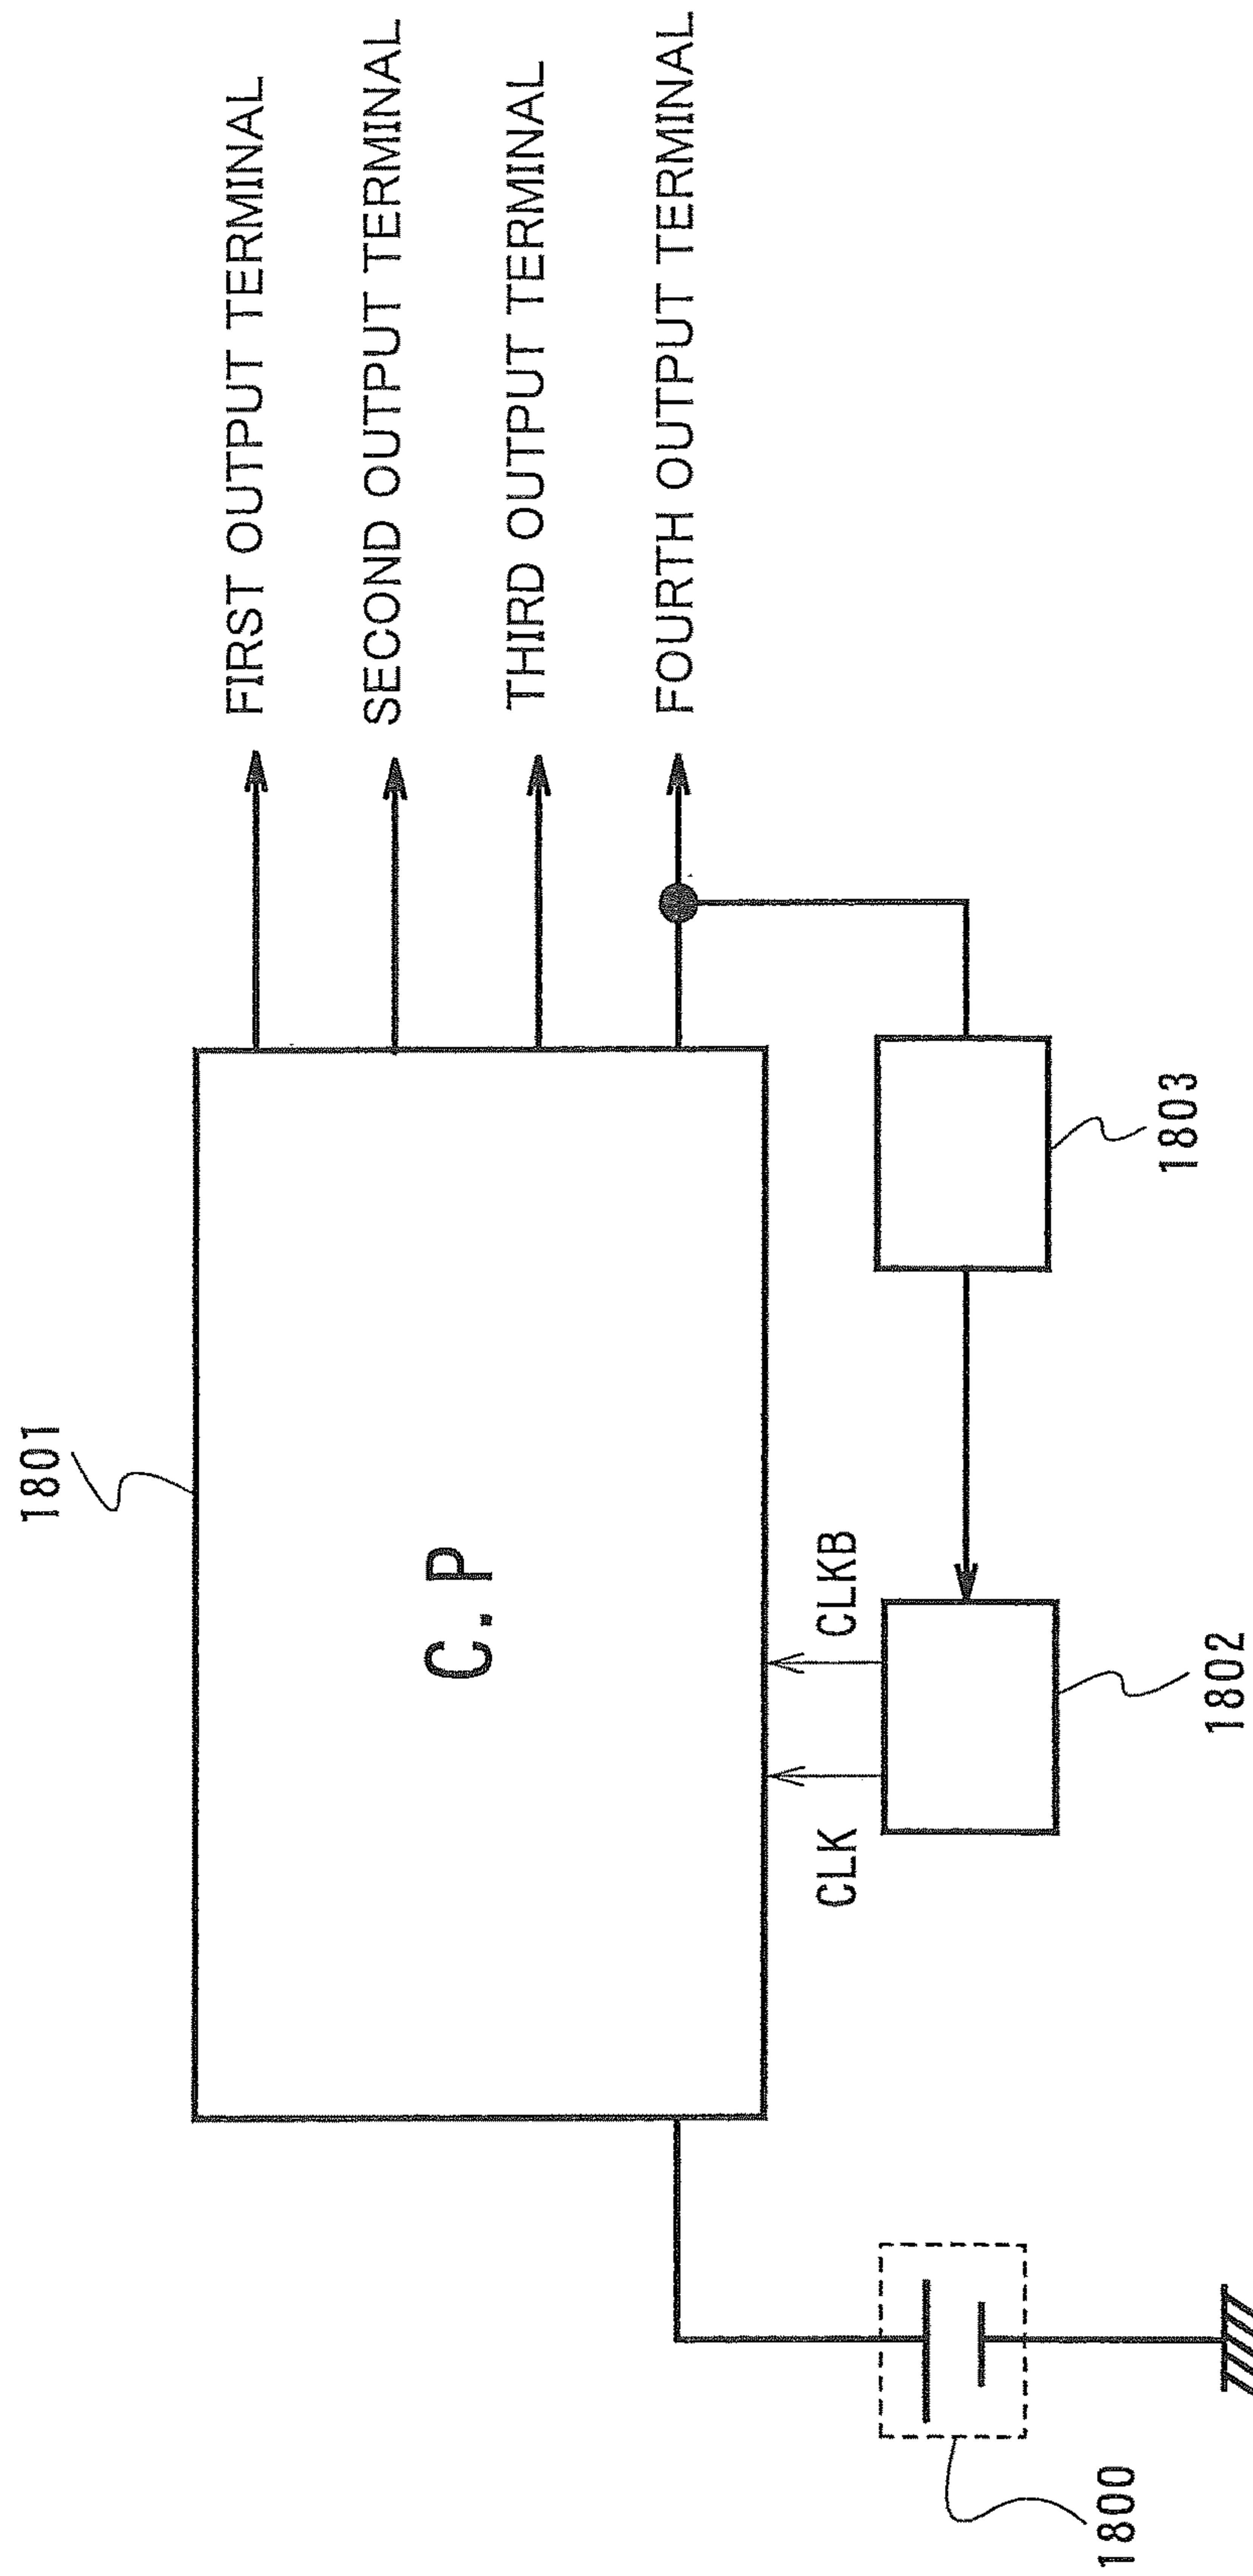 1801
C.P
FIRST OUTPUT TERMINAL
SECOND OUTPUT TERMINAL
THIRD OUTPUT TERMINAL
FOURTH OUTPUT TERMINAL
CLK
CLKB
1800
1802
1803